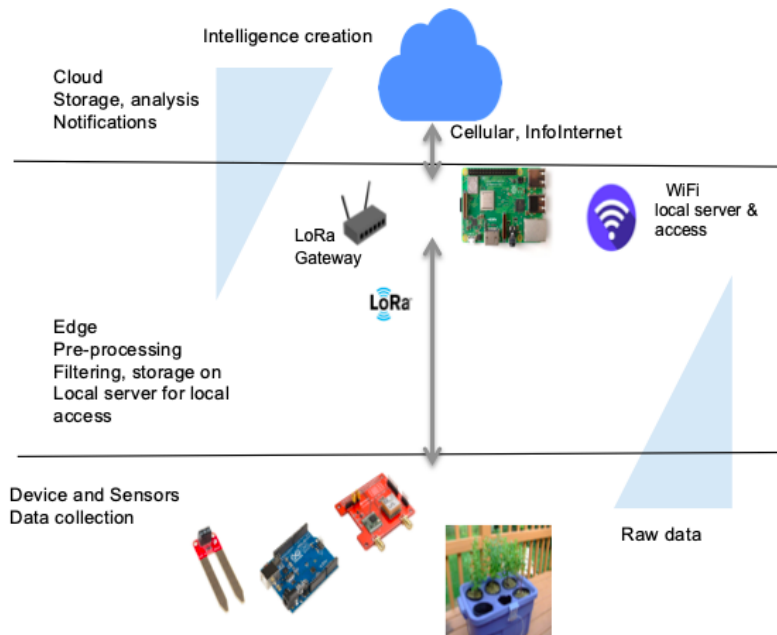 Intelligence creation
Cloud
Storage, analysis
Notifications
Cellular, InfoInternet
LoRa
Gateway
WiFi
local server &
access
LoRa
Edge
Pre-processing
Filtering, storage on
Local server for local
access
Device and Sensors
Data collection
Raw data